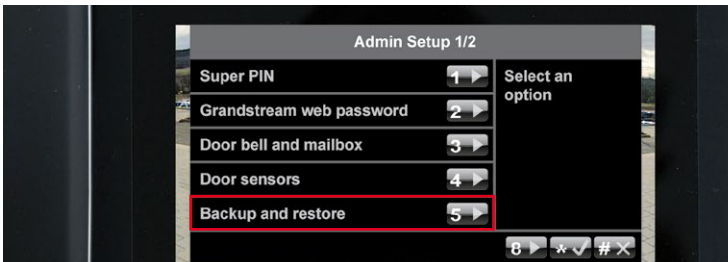 Admin Setup 1/2
Super PIN 1
Grandstream web password 2
Door bell and mailbox 3
Door sensors 4
Backup and restore 5
Select an
option
8 * #